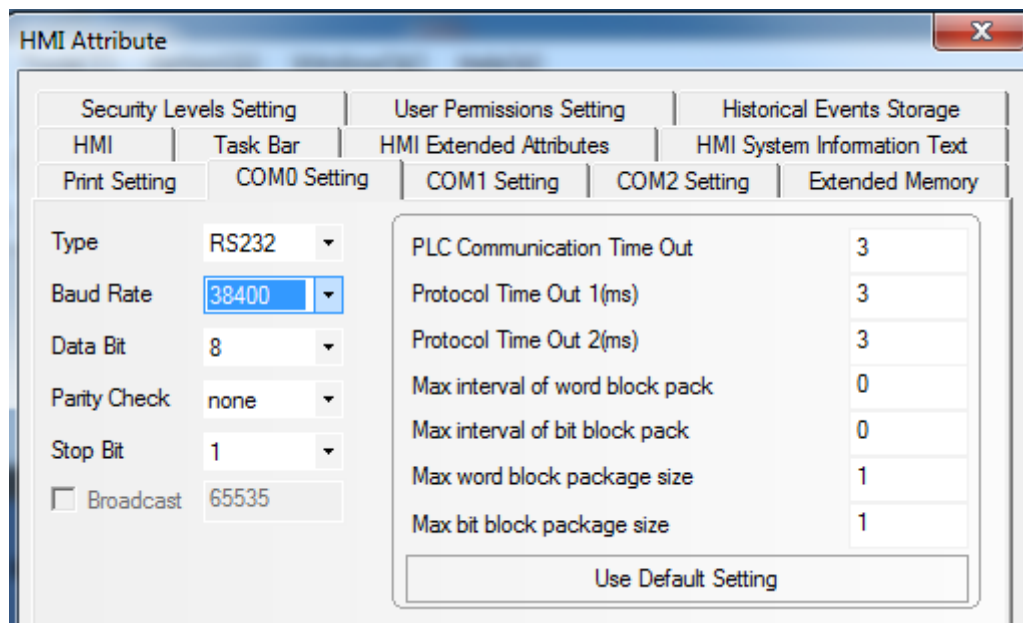 HMI Attribute
Security Levels Setting User Permissions Setting Historical Events Storage
HMI Task Bar HMI Extended Attributes HMI System Information Text
Print Setting COM0 Setting COM1 Setting COM2 Setting Extended Memory
Type RS232
Baud Rate 38400
Data Bit 8
Parity Check none
Stop Bit 1
Broadcast 65535
PLC Communication Time Out 3
Protocol Time Out 1(ms) 3
Protocol Time Out 2(ms) 3
Max interval of word block pack 0
Max interval of bit block pack 0
Max word block package size 1
Max bit block package size 1
Use Default Setting